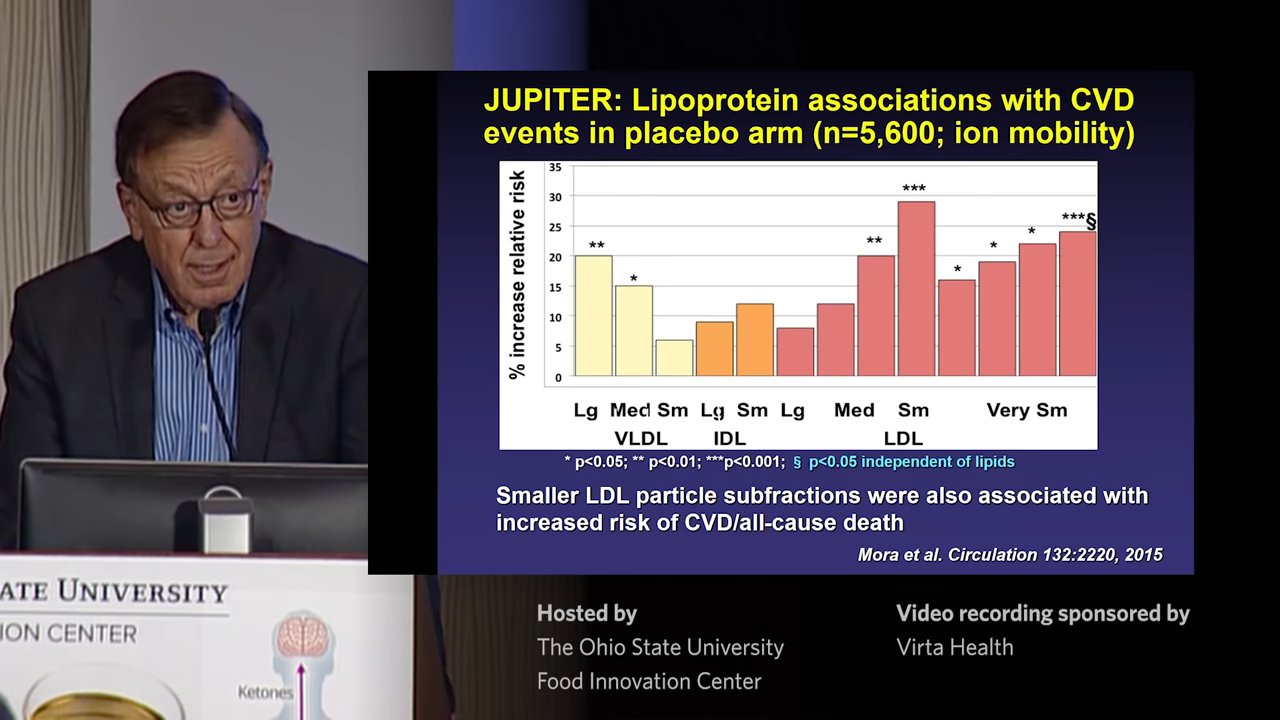 JUPITER: Lipoprotein associations with CVD
events in placebo arm (n=5,600; ion mobility)
% increase relative risk
35
30
25
20
15
10
5
0
**
*
**
***
*
*
*
***§
Lg Med Sm Lg Sm Lg Med Sm Very Sm
VLDL IDL LDL
* p<0.05; ** p<0.01; ***p<0.001; § p<0.05 independent of lipids
Smaller LDL particle subfractions were also associated with
increased risk of CVD/all-cause death
Mora et al. Circulation 132:2220, 2015
ATE UNIVERSITY
ION CENTER
Ketones
Hosted by
The Ohio State University
Food Innovation Center
Video recording sponsored by
Virta Health